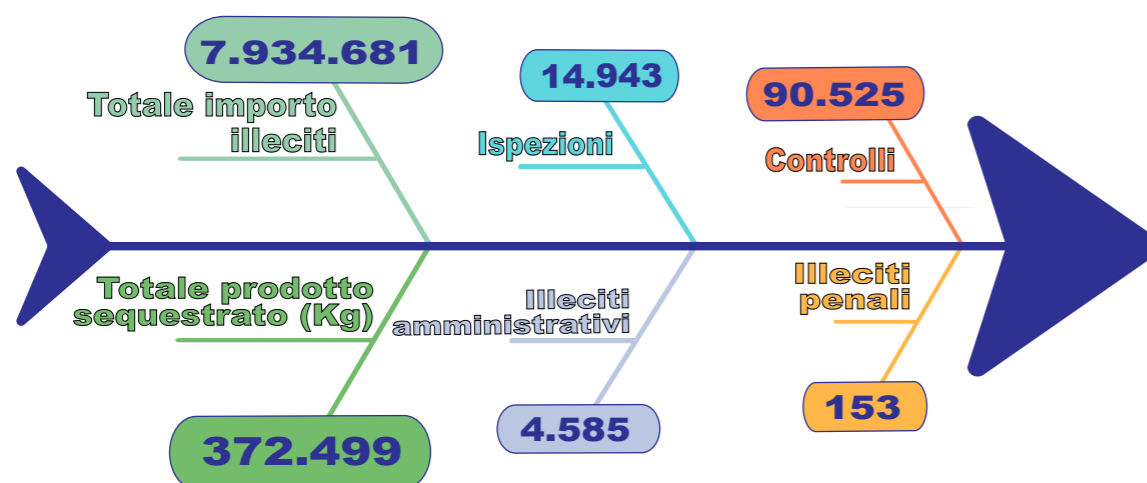 7.934.681
Totale importo
illeciti
14.943
Ispezioni
90.525
Controlli
Totale prodotto
sequestrato (Kg)
372.499
Illeciti
amministrativi
4.585
Illeciti
penali
153